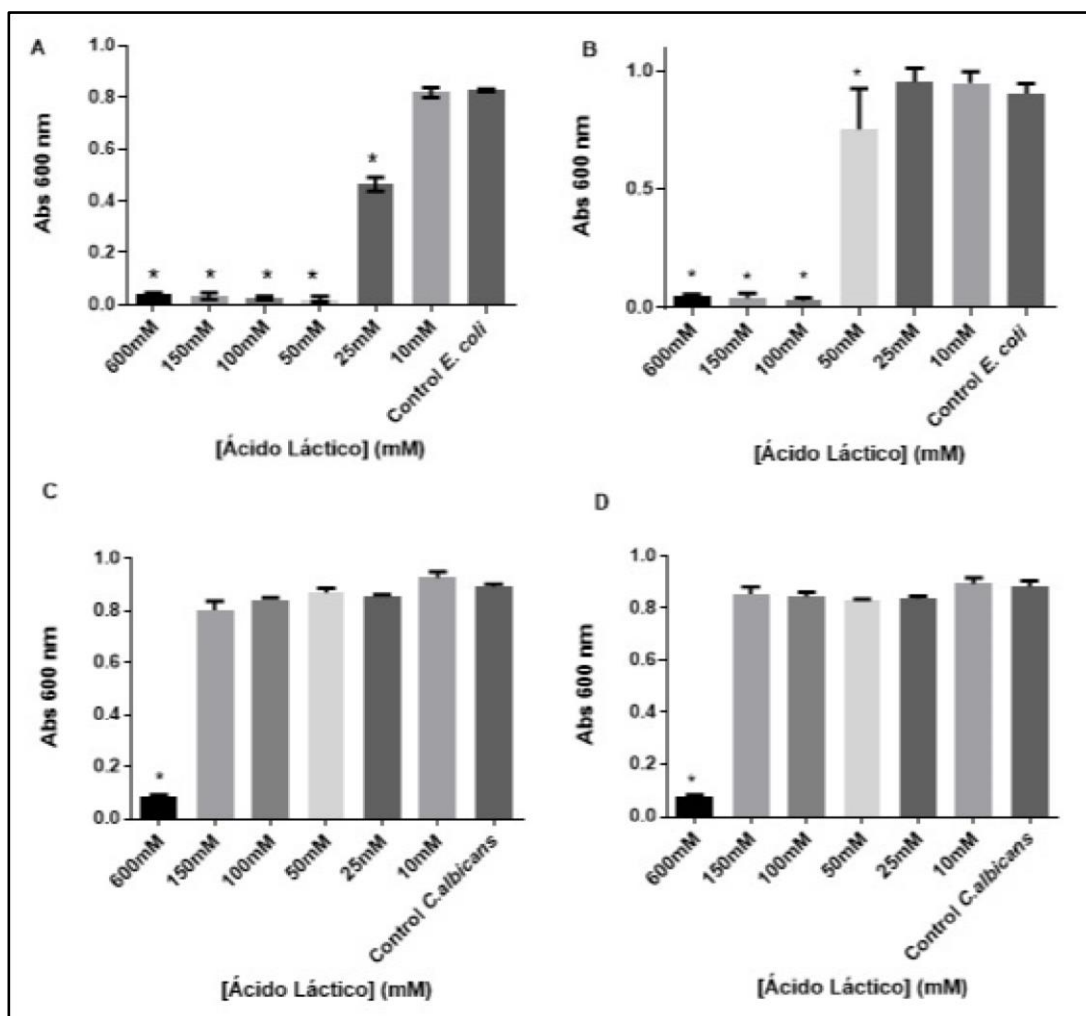 A
Abs 600 nm
1.0
0.8
0.6
0.4
0.2
0.0
* * * * *
600mM 150mM 100mM 50mM 25mM 10mM Control E. coli
[Ácido Láctico] (mM)
B
Abs 600 nm
1.0
0.5
0.0
* * * *
600mM 150mM 100mM 50mM 25mM 10mM Control E. coli
[Ácido Láctico] (mM)
C
Abs 600 nm
1.0
0.8
0.6
0.4
0.2
0.0
*
600mM 150mM 100mM 50mM 25mM 10mM Control C.albicans
[Ácido Láctico] (mM)
D
Abs 600 nm
1.0
0.8
0.6
0.4
0.2
0.0
*
600mM 150mM 100mM 50mM 25mM 10mM Control C.albicans
[Ácido Láctico] (mM)